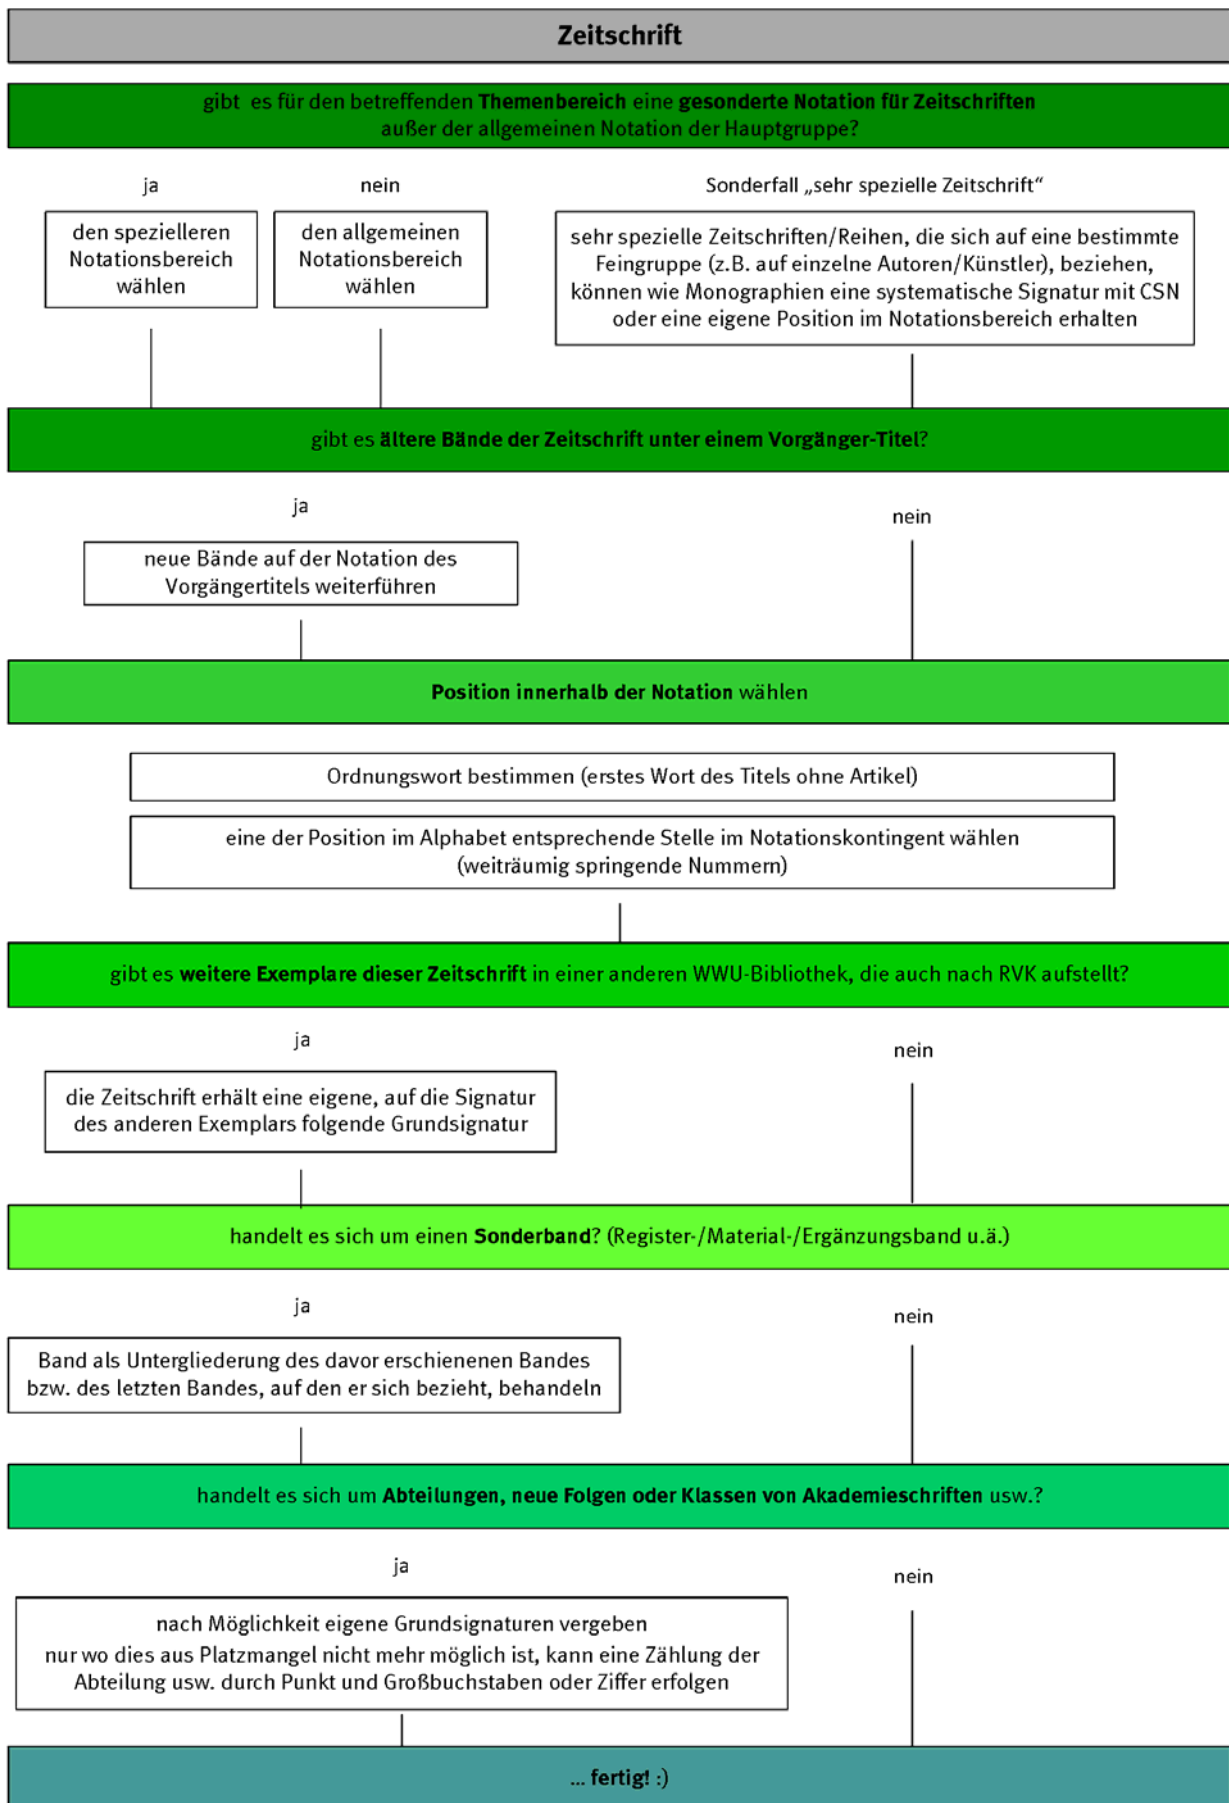 Zeitschrift
gibt es für den betreffenden Themenbereich eine gesonderte Notation für Zeitschriften
außer der allgemeinen Notation der Hauptgruppe?
ja
nein
Sonderfall „sehr spezielle Zeitschrift“
den spezielleren
Notationsbereich
wählen
den allgemeinen
Notationsbereich
wählen
sehr spezielle Zeitschriften/Reihen, die sich auf eine bestimmte
Feingruppe (z.B. auf einzelne Autoren/Künstler), beziehen,
können wie Monographien eine systematische Signatur mit CSN
oder eine eigene Position im Notationsbereich erhalten
gibt es ältere Bände der Zeitschrift unter einem Vorgänger-Titel?
ja
nein
neue Bände auf der Notation des
Vorgängertitels weiterführen
Position innerhalb der Notation wählen
Ordnungswort bestimmen (erstes Wort des Titels ohne Artikel)
eine der Position im Alphabet entsprechende Stelle im Notationskontingent wählen
(weiträumig springende Nummern)
gibt es weitere Exemplare dieser Zeitschrift in einer anderen WWU-Bibliothek, die auch nach RVK aufstellt?
ja
nein
die Zeitschrift erhält eine eigene, auf die Signatur
des anderen Exemplars folgende Grundsignatur
handelt es sich um einen Sonderband? (Register-/Material-/Ergänzungsband u.ä.)
ja
nein
Band als Untergliederung des davor erschienenen Bandes
bzw. des letzten Bandes, auf den er sich bezieht, behandeln
handelt es sich um Abteilungen, neue Folgen oder Klassen von Akademieschriften usw.?
ja
nein
nach Möglichkeit eigene Grundsignaturen vergeben
nur wo dies aus Platzmangel nicht mehr möglich ist, kann eine Zählung der
Abteilung usw. durch Punkt und Großbuchstaben oder Ziffer erfolgen
... fertig! :)